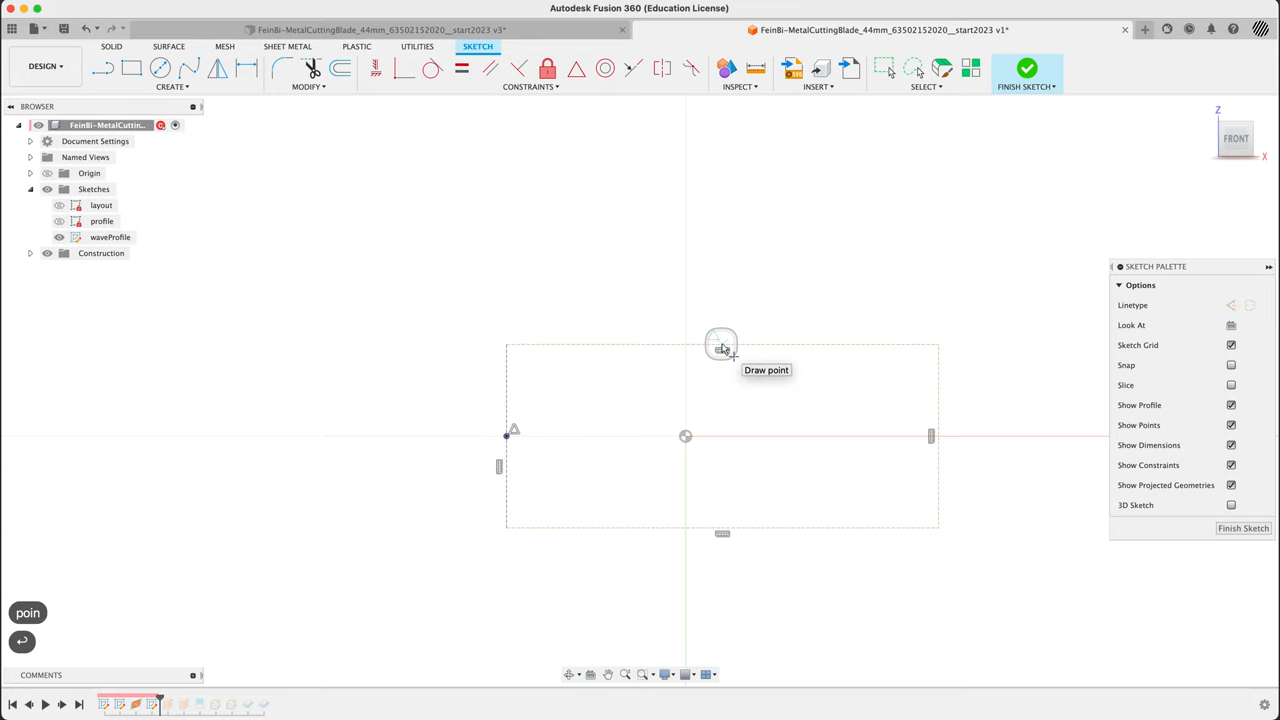 Autodesk Fusion 360 (Education License)
FeinBi-MetalCuttingBlade_44mm_63502152020__start2023 v3*
FeinBi-MetalCuttingBlade_44mm_63502152020__start2023 v1*
DESIGN
SOLID SURFACE MESH SHEET METAL PLASTIC UTILITIES SKETCH
CREATE MODIFY CONSTRAINTS INSPECT INSERT SELECT FINISH SKETCH
BROWSER
FeinBi-MetalCuttin...
Document Settings
Named Views
Origin
Sketches
layout
profile
waveProfile
Construction
Z
FRONT
X
Draw point
SKETCH PALETTE
Options
Linetype
Look At
Sketch Grid
Snap
Slice
Show Profile
Show Points
Show Dimensions
Show Constraints
Show Projected Geometries
3D Sketch
Finish Sketch
poin
COMMENTS